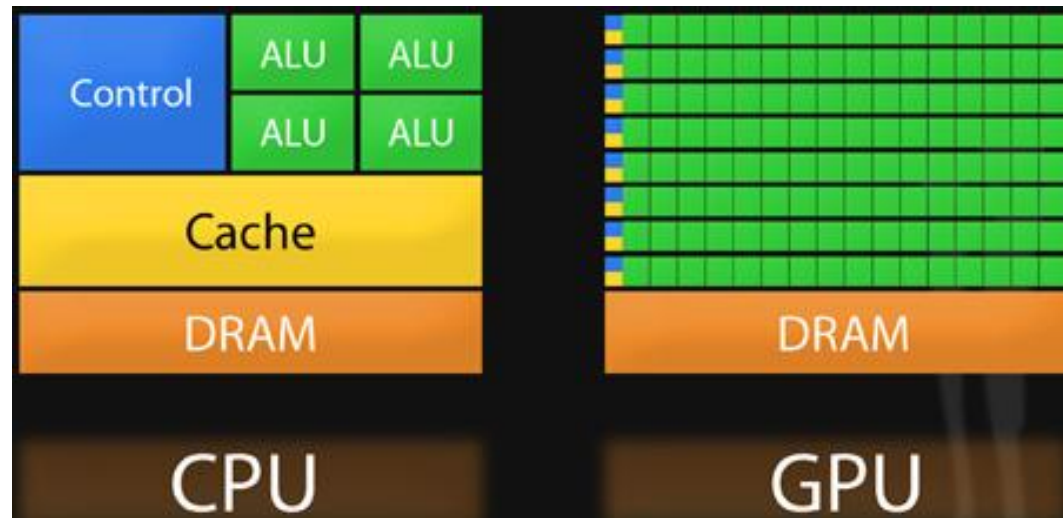 Control
ALU ALU
ALU ALU
Cache
DRAM
DRAM
CPU
GPU